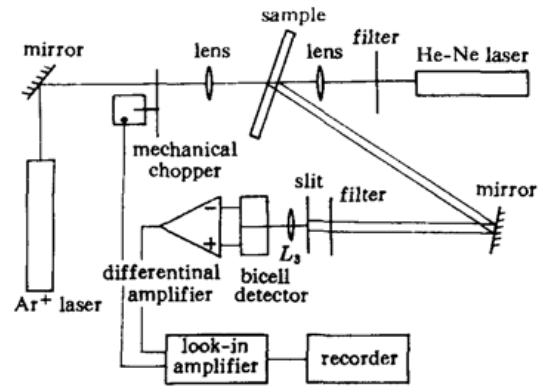 sample
mirror
lens
lens
filter
He-Ne laser
mechanical
chopper
slit
filter
mirror
−
+
L₃
differentinal
amplifier
bicell
detector
Ar⁺ laser
look-in
amplifier
recorder